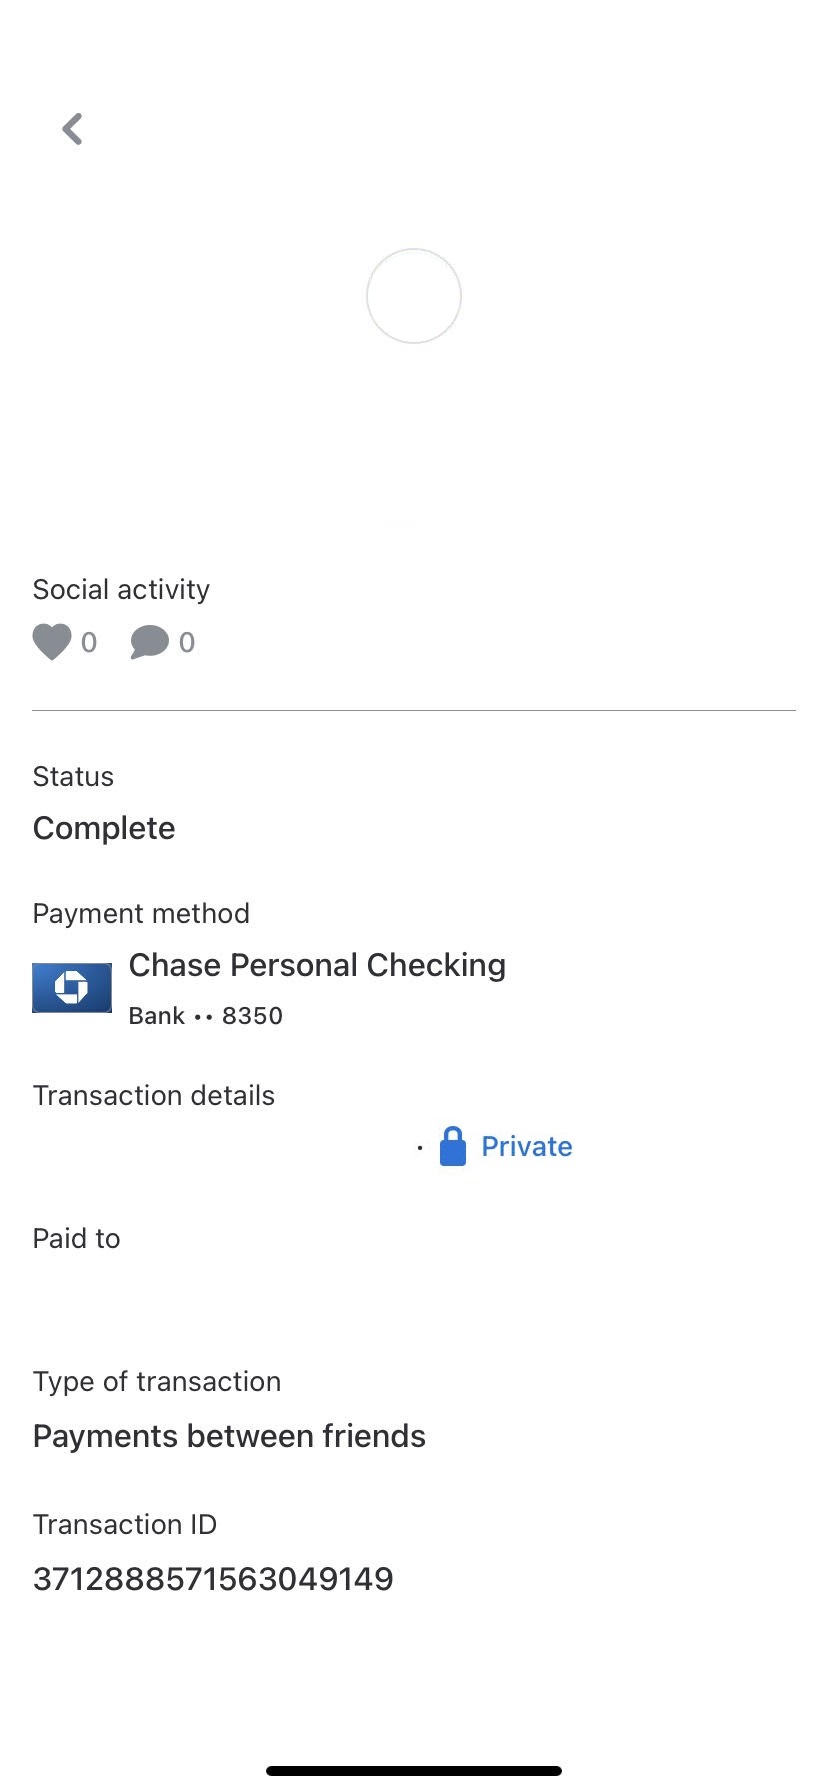 Social activity
0 0
Status
Complete
Payment method
Chase Personal Checking
Bank •• 8350
Transaction details
· Private
Paid to
Type of transaction
Payments between friends
Transaction ID
3712888571563049149